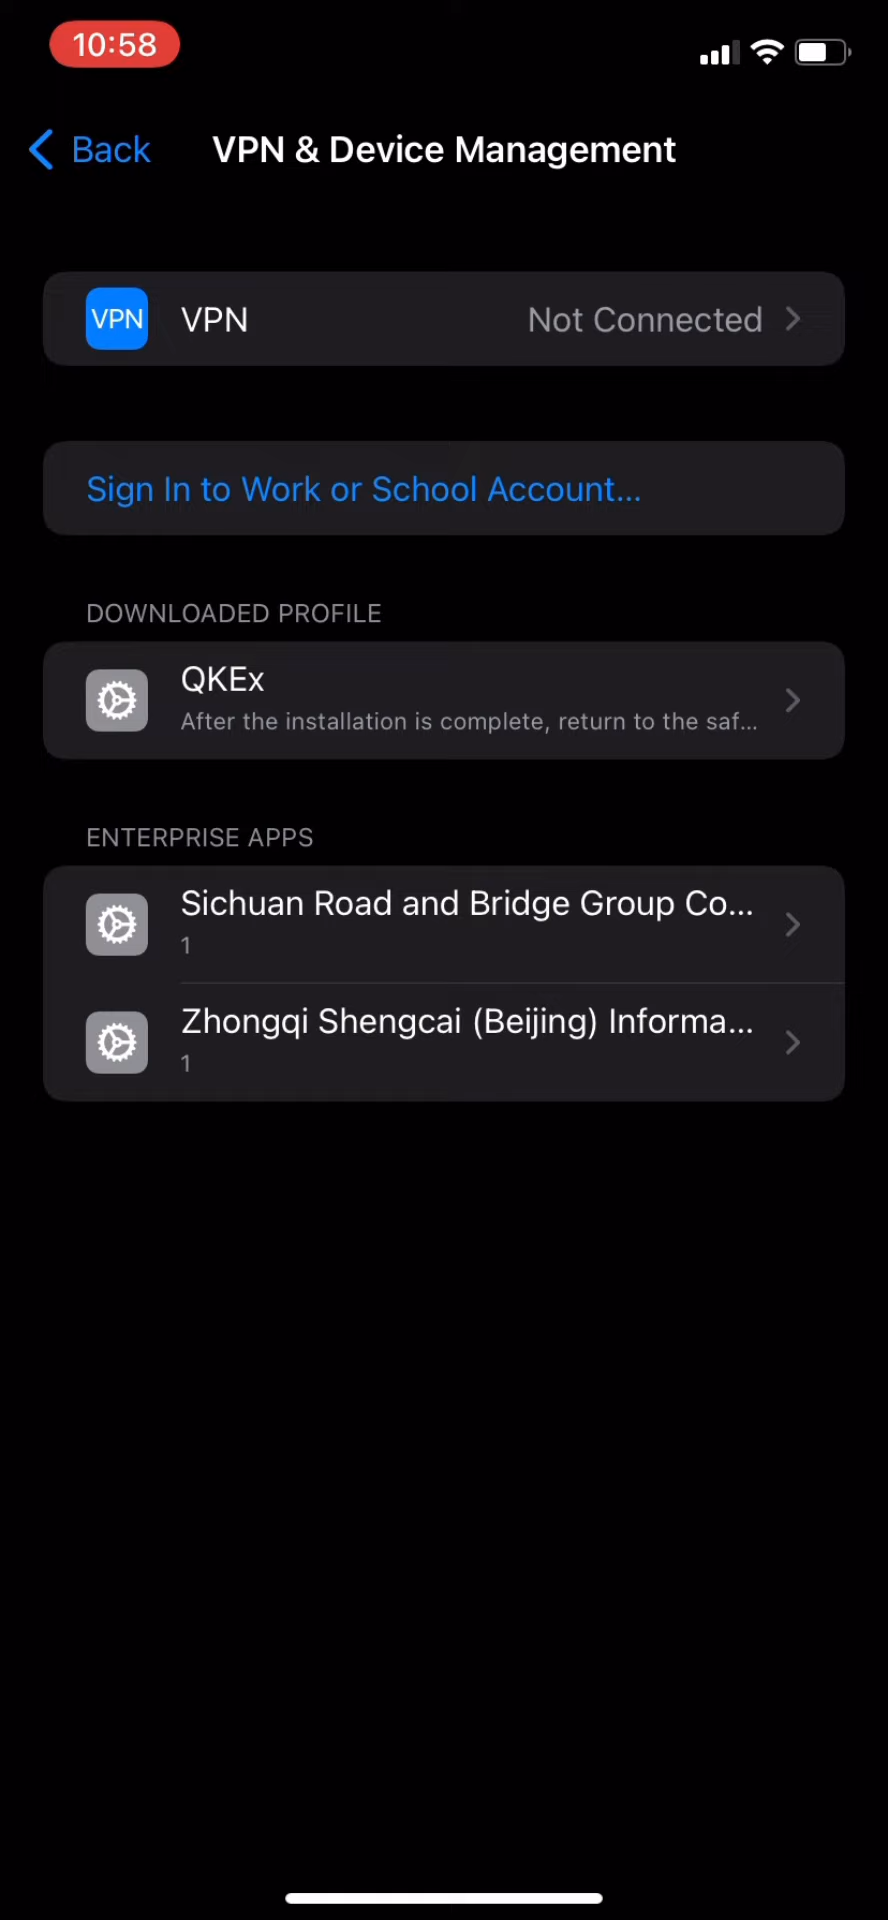 10:58
Back
VPN & Device Management
VPN
VPN
Not Connected
Sign In to Work or School Account...
DOWNLOADED PROFILE
QKEx
After the installation is complete, return to the saf...
ENTERPRISE APPS
Sichuan Road and Bridge Group Co...
1
Zhongqi Shengcai (Beijing) Informa...
1